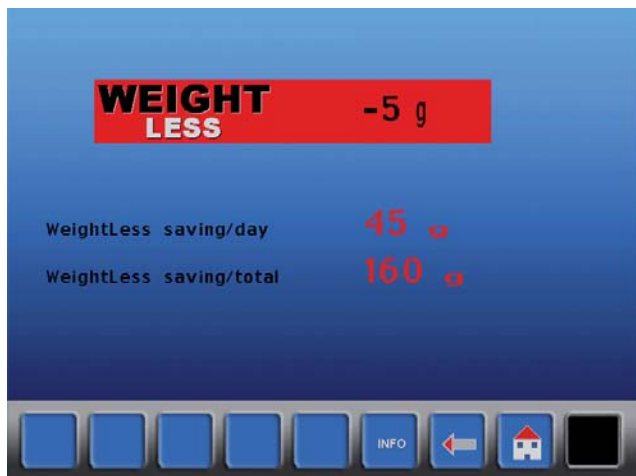 WEIGHT
LESS
-5 g
WeightLess saving/day 45 g
WeightLess saving/total 160 g
INFO